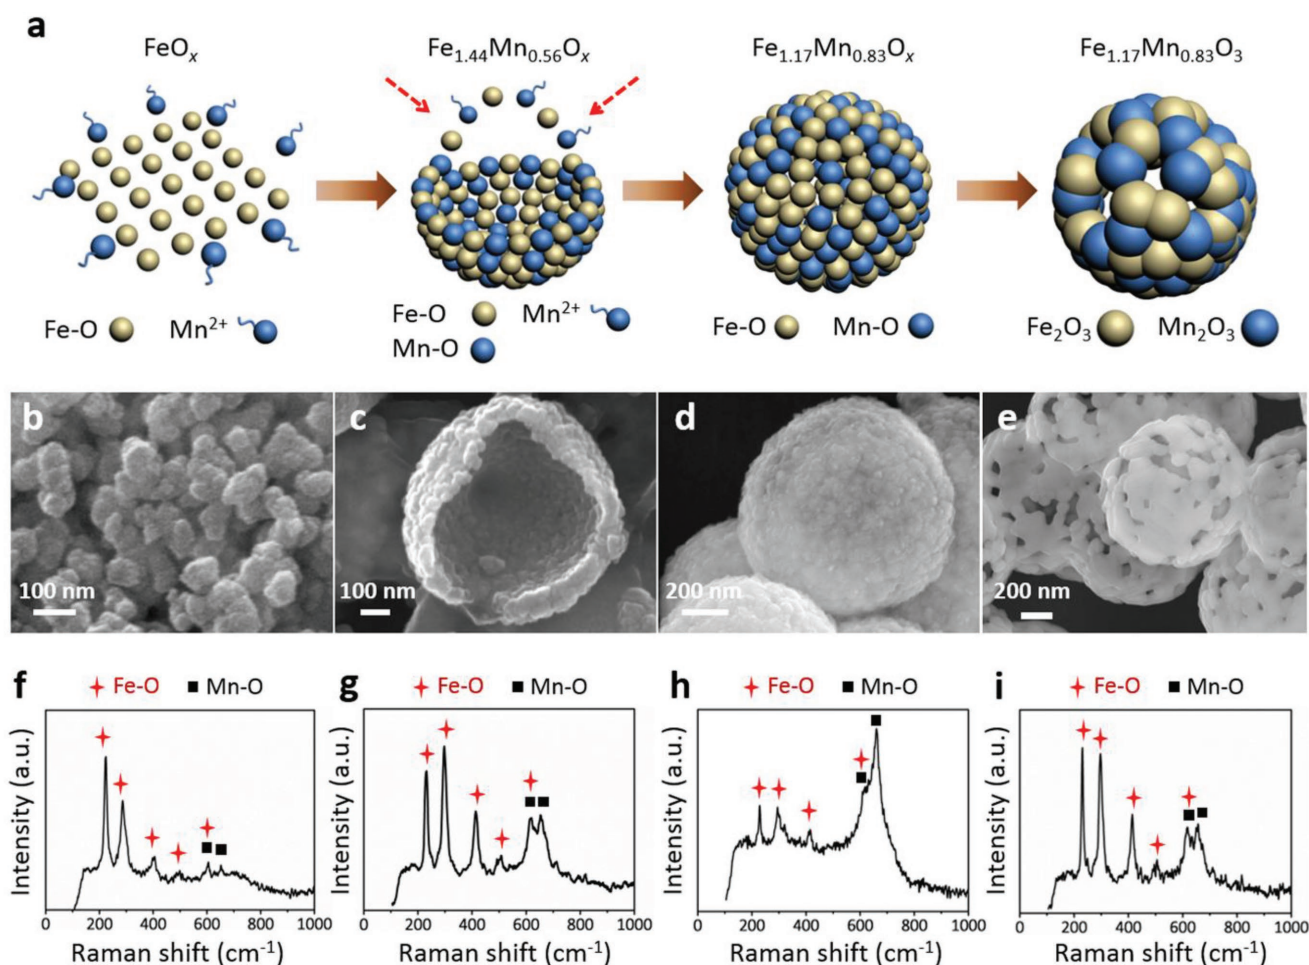 a
FeOₓ
Fe₁.₄₄Mn₀.₅₆Oₓ
Fe₁.₁₇Mn₀.₈₃Oₓ
Fe₁.₁₇Mn₀.₈₃O₃
Fe-O
Mn²⁺
Fe-O
Mn²⁺
Mn-O
Fe-O
Mn-O
Fe₂O₃
Mn₂O₃
b
100 nm
c
100 nm
d
200 nm
e
200 nm
f
Fe-O
Mn-O
Intensity (a.u.)
0 200 400 600 800 1000
Raman shift (cm⁻¹)
g
Fe-O
Mn-O
Intensity (a.u.)
0 200 400 600 800 1000
Raman shift (cm⁻¹)
h
Fe-O
Mn-O
Intensity (a.u.)
0 200 400 600 800 1000
Raman shift (cm⁻¹)
i
Fe-O
Mn-O
Intensity (a.u.)
0 200 400 600 800 1000
Raman shift (cm⁻¹)